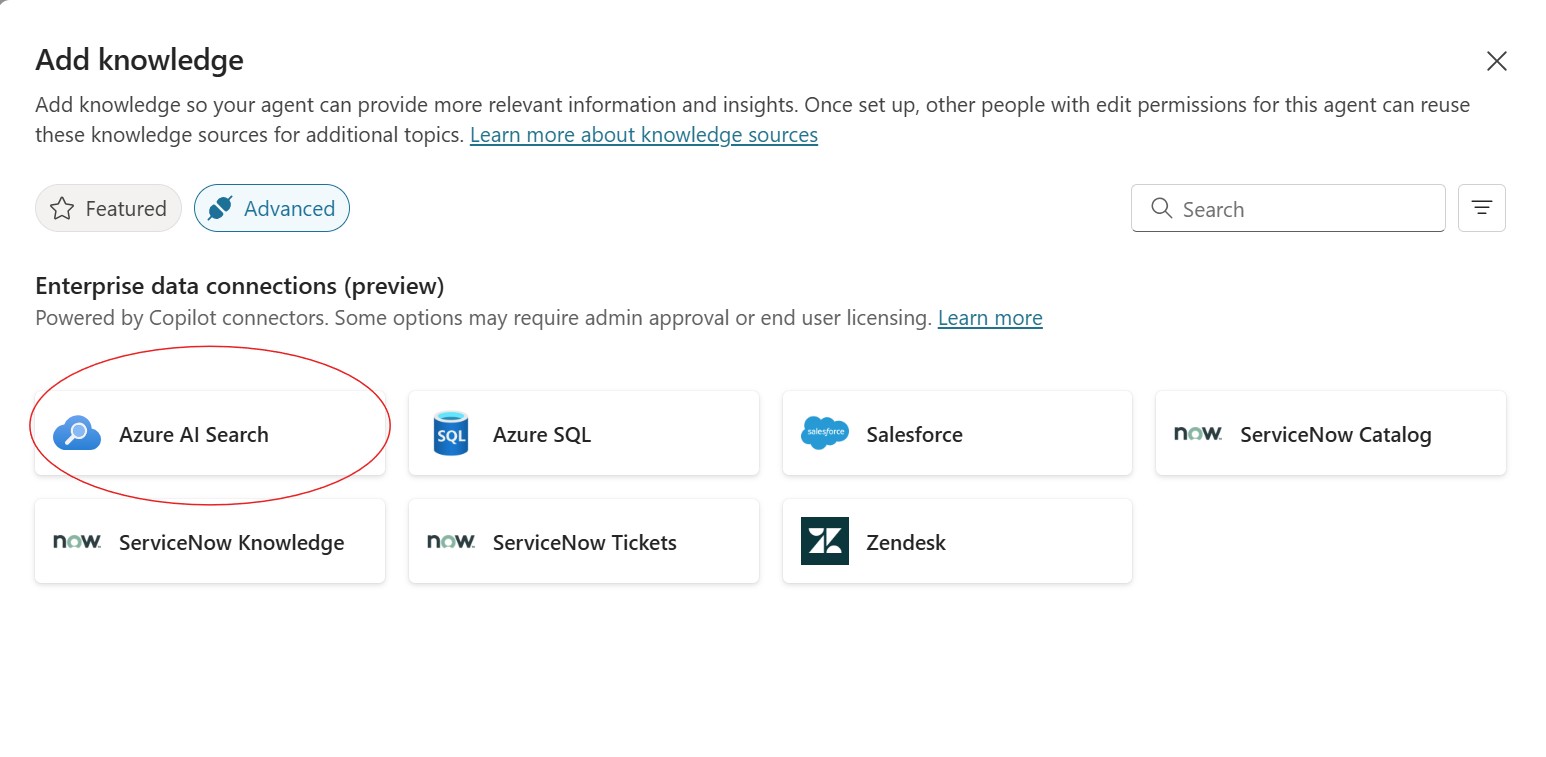 Add knowledge
Add knowledge so your agent can provide more relevant information and insights. Once set up, other people with edit permissions for this agent can reuse
these knowledge sources for additional topics. Learn more about knowledge sources
Featured Advanced Search
Enterprise data connections (preview)
Powered by Copilot connectors. Some options may require admin approval or end user licensing. Learn more
Azure AI Search SQL Azure SQL salesforce Salesforce now. ServiceNow Catalog
now. ServiceNow Knowledge now. ServiceNow Tickets Zendesk